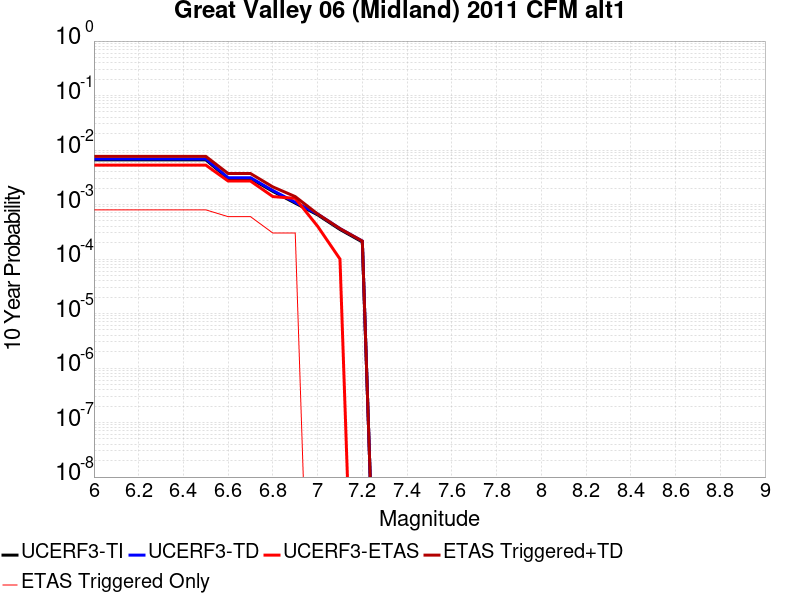 Great Valley 06 (Midland) 2011 CFM alt1
10 0
10 -1
10 -2
10 -3
10 -4
10 -5
10 -6
10 -7
10 -8
10 Year Probability
6 6.2 6.4 6.6 6.8 7 7.2 7.4 7.6 7.8 8 8.2 8.4 8.6 8.8 9
Magnitude
UCERF3-TI UCERF3-TD UCERF3-ETAS ETAS Triggered+TD
ETAS Triggered Only